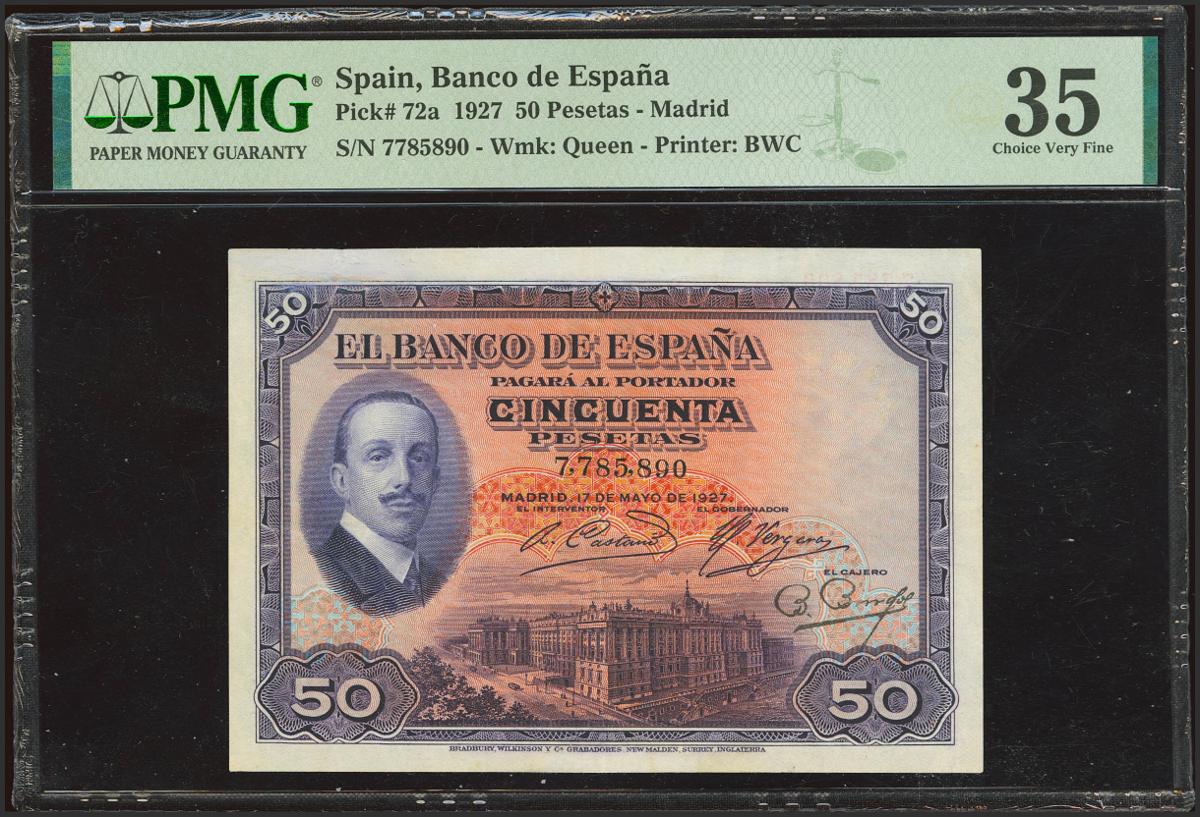 PMG®
PAPER MONEY GUARANTY
Spain, Banco de España
Pick# 72a 1927 50 Pesetas - Madrid
S/N 7785890 - Wmk: Queen - Printer: BWC
35
Choice Very Fine
50
50
EL BANCO DE ESPAÑA
PAGARÁ AL PORTADOR
CINCUENTA
PESETAS
7,785,890
MADRID, 17 DE MAYO DE 1927.
EL INTERVENTOR
EL GOBERNADOR
EL CAJERO
50
50
BRADBURY, WILKINSON Y Cª GRABADORES, NEW MALDEN, SURREY, INGLATERRA